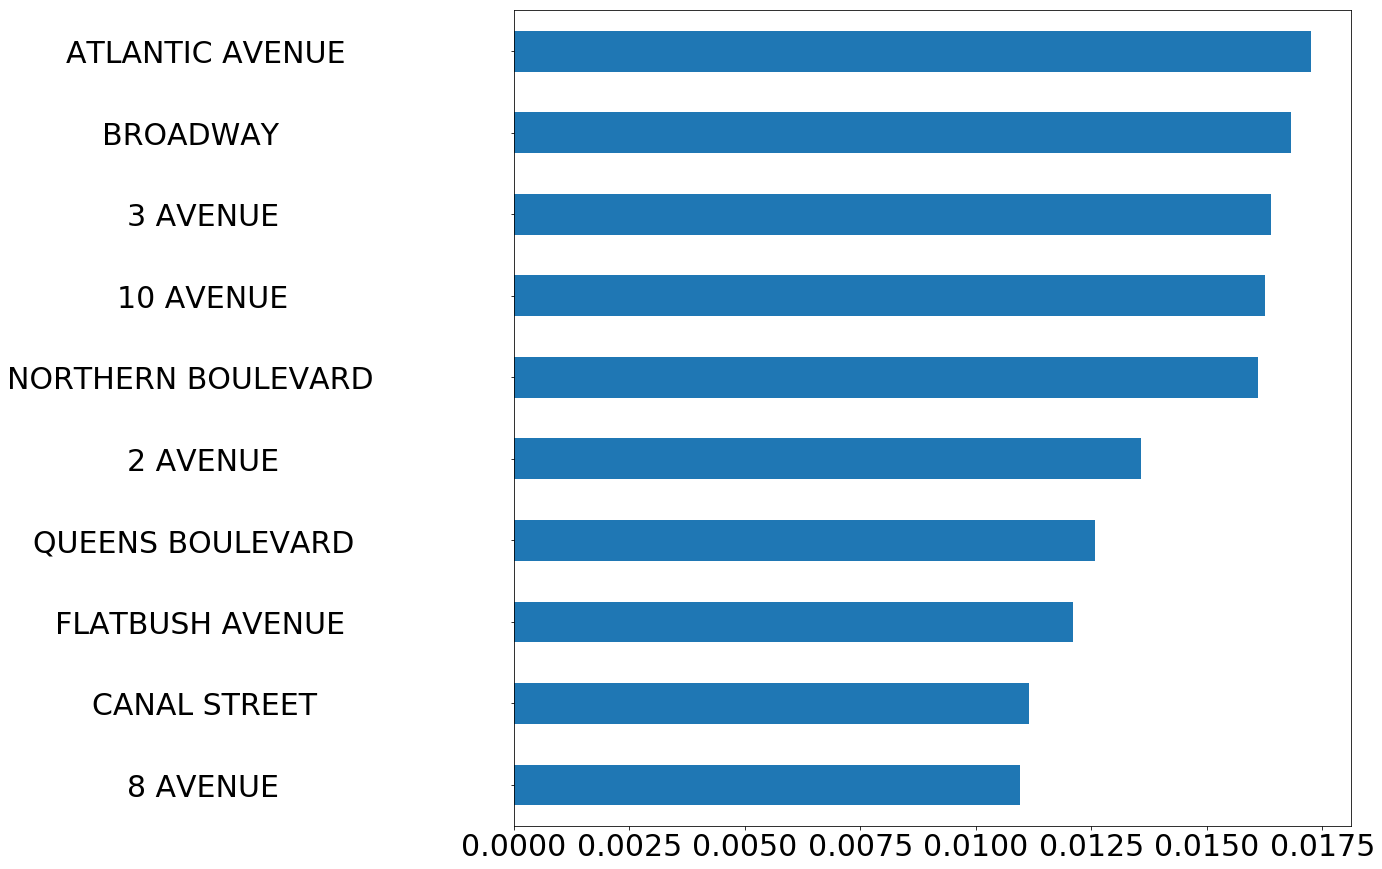 ATLANTIC AVENUE
BROADWAY
3 AVENUE
10 AVENUE
NORTHERN BOULEVARD
2 AVENUE
QUEENS BOULEVARD
FLATBUSH AVENUE
CANAL STREET
8 AVENUE
0.0000 0.0025 0.0050 0.0075 0.0100 0.0125 0.0150 0.0175